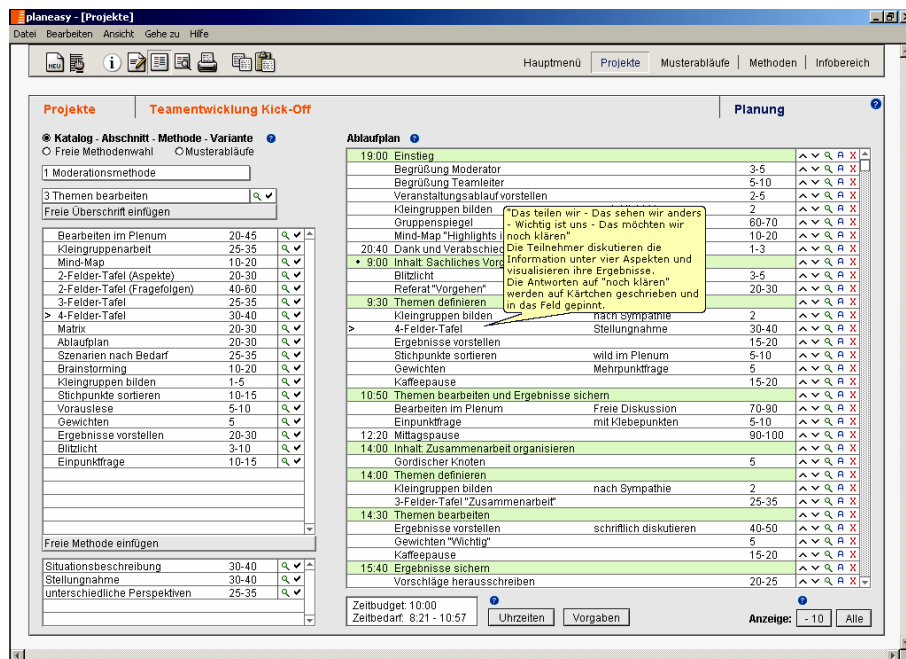 planeasy - [Projekte]
Datei Bearbeiten Ansicht Gehe zu Hilfe
NEU
Hauptmenü Projekte Musterabläufe Methoden Infobereich
Projekte Teamentwicklung Kick-Off Planung
Katalog - Abschnitt - Methode - Variante
Freie Methodenwahl Musterabläufe
1 Moderationsmethode
3 Themen bearbeiten
Freie Überschrift einfügen
Bearbeiten im Plenum 20-45
Kleingruppenarbeit 25-35
Mind-Map 10-20
2-Felder-Tafel (Aspekte) 20-30
2-Felder-Tafel (Fragefolgen) 40-60
3-Felder-Tafel 25-35
> 4-Felder-Tafel 30-40
Matrix 20-30
Ablaufplan 20-30
Szenarien nach Bedarf 25-35
Brainstorming 10-20
Kleingruppen bilden 1-5
Stichpunkte sortieren 10-15
Vorauslese 5-10
Gewichten 5
Ergebnisse vorstellen 20-30
Blitzlicht 3-10
Einpunktfrage 10-15
Freie Methode einfügen
Situationsbeschreibung 30-40
Stellungnahme 30-40
unterschiedliche Perspektiven 25-35
Ablaufplan
19:00 Einstieg A X
Begrüßung Moderator 3-5 A X
Begrüßung Teamleiter 5-10 A X
Veranstaltungsablauf vorstellen 2-5 A X
Kleingruppen bilden 2 A X
Gruppenspiegel 60-70 A X
Mind-Map "Highlights i 10-20 A X
20:40 Dank und Verabschied 1-3 A X
• 9:00 Inhalt: Sachliches Vorg A X
Blitzlicht 3-5 A X
Referat "Vorgehen" 20-30 A X
9:30 Themen definieren A X
Kleingruppen bilden nach Sympathie 2 A X
> 4-Felder-Tafel Stellungnahme 30-40 A X
Ergebnisse vorstellen 15-20 A X
Stichpunkte sortieren wild im Plenum 5-10 A X
Gewichten Mehrpunktfrage 5 A X
Kaffeepause 15-20 A X
10:50 Themen bearbeiten und Ergebnisse sichern A X
Bearbeiten im Plenum Freie Diskussion 70-90 A X
Einpunktfrage mit Klebepunkten 5-10 A X
12:20 Mittagspause 90-100 A X
14:00 Inhalt: Zusammenarbeit organisieren A X
Gordischer Knoten 5 A X
14:00 Themen definieren A X
Kleingruppen bilden nach Sympathie 2 A X
3-Felder-Tafel "Zusammenarbeit" 25-35 A X
14:30 Themen bearbeiten A X
Ergebnisse vorstellen schriftlich diskutieren 40-50 A X
Gewichten "Wichtig" 5 A X
Kaffeepause 15-20 A X
15:40 Ergebnisse sichern A X
Vorschläge herausschreiben 20-25 A X
"Das teilen wir - Das sehen wir anders
- Wichtig ist uns - Das möchten wir
noch klären"
Die Teilnehmer diskutieren die
Information unter vier Aspekten und
visualisieren ihre Ergebnisse.
Die Antworten auf "noch klären"
werden auf Kärtchen geschrieben und
in das Feld gepinnt.
Zeitbudget: 10:00
Zeitbedarf: 8:21 - 10:57
Uhrzeiten Vorgaben Anzeige: - 10 Alle